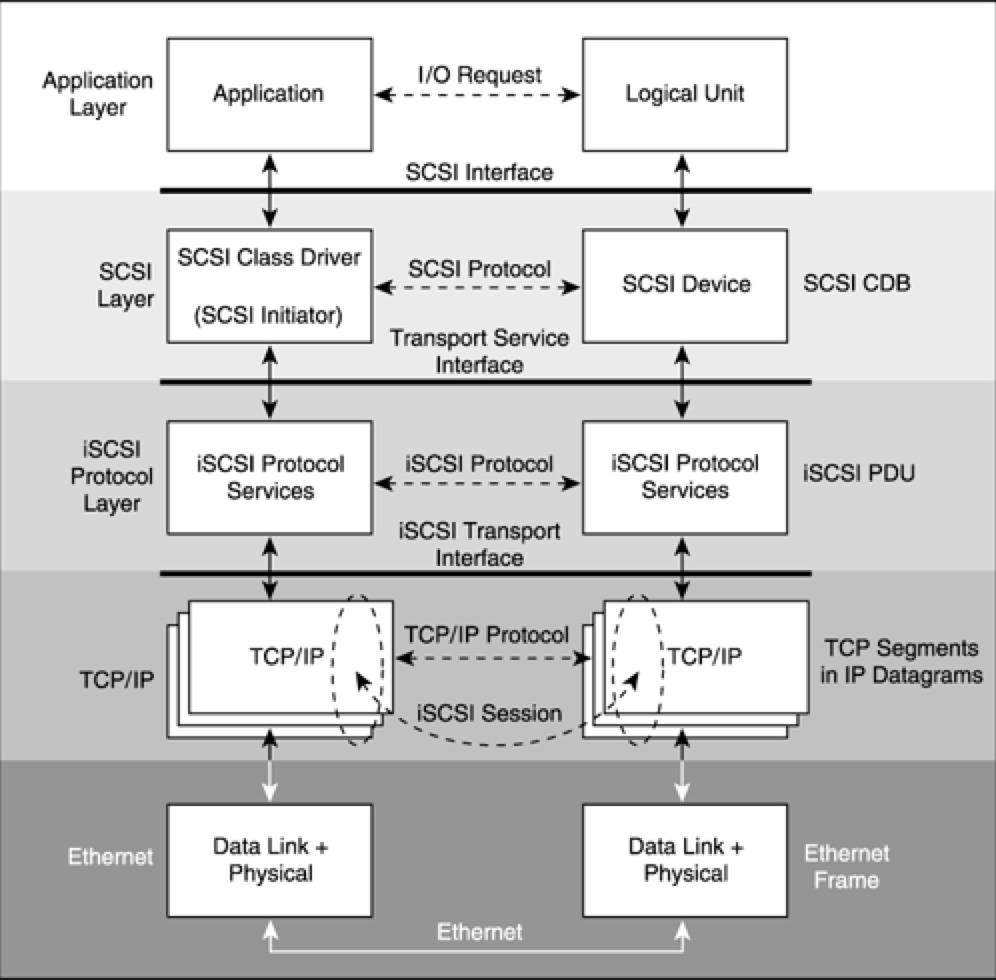 I/O Request
Application
Layer
Application
Logical Unit
SCSI Interface
SCSI
Layer
SCSI Class Driver
(SCSI Initiator)
SCSI Protocol
SCSI Device
SCSI CDB
Transport Service
Interface
iSCSI
Protocol
Layer
iSCSI Protocol
Services
iSCSI Protocol
iSCSI Protocol
Services
iSCSI PDU
iSCSI Transport
Interface
TCP/IP
TCP/IP
TCP/IP Protocol
iSCSI Session
TCP/IP
TCP Segments
in IP Datagrams
Ethernet
Data Link +
Physical
Data Link +
Physical
Ethernet
Frame
Ethernet